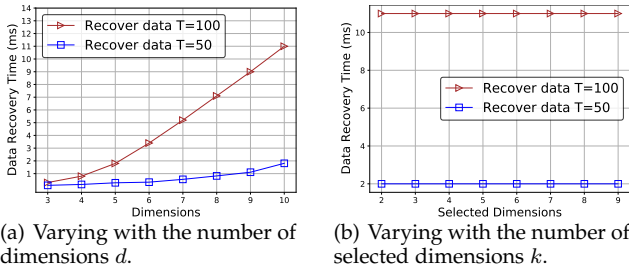 14
13
12
11
10
9
8
7
6
5
4
3
2
1
Data Recovery Time (ms)
Recover data T=100
Recover data T=50
3 4 5 6 7 8 9 10
Dimensions
(a) Varying with the number of
dimensions d.
10
8
6
4
2
Data Recovery Time (ms)
Recover data T=100
Recover data T=50
2 3 4 5 6 7 8 9
Selected Dimensions
(b) Varying with the number of
selected dimensions k.